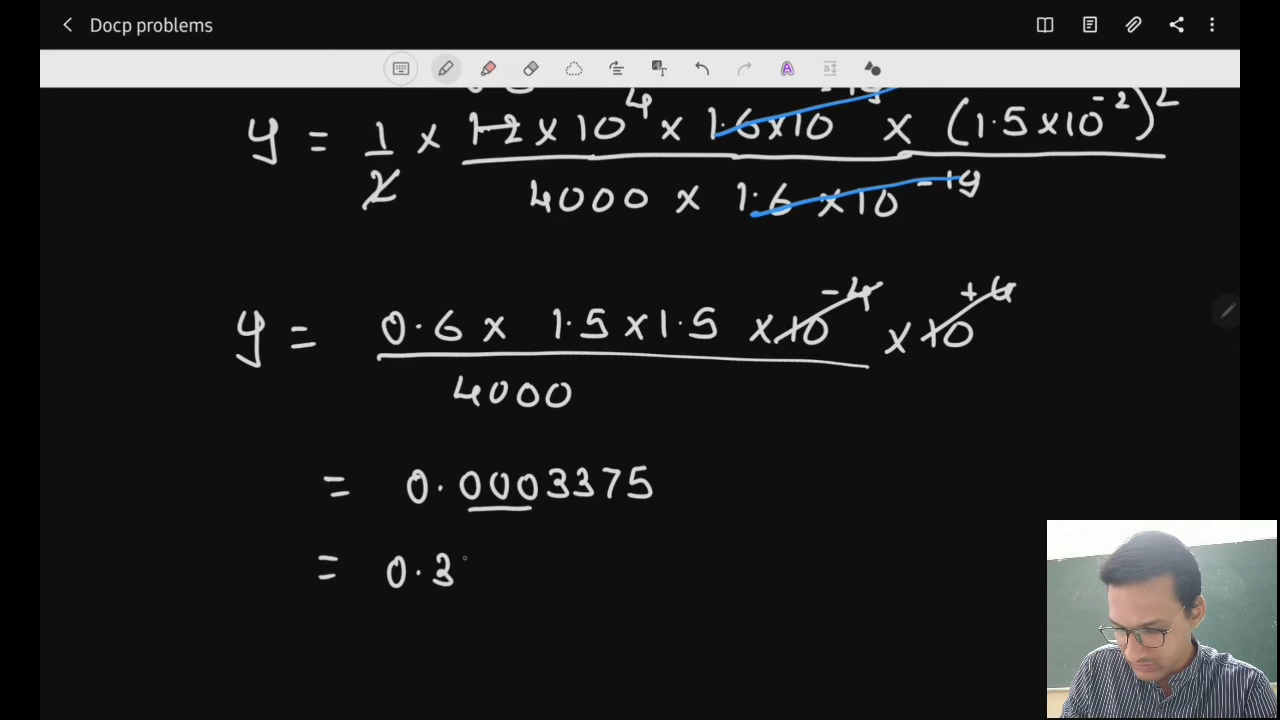 Docp problems
y = 1/2 × 1.2 × 10^4 × 1.6×10 × (1.5×10^-2)^2
4000 × 1.6 ×10^-19
y = 0.6 × 1.5×1.5 ×10^-4 ×10^+4
4000
= 0.0003375
= 0.3